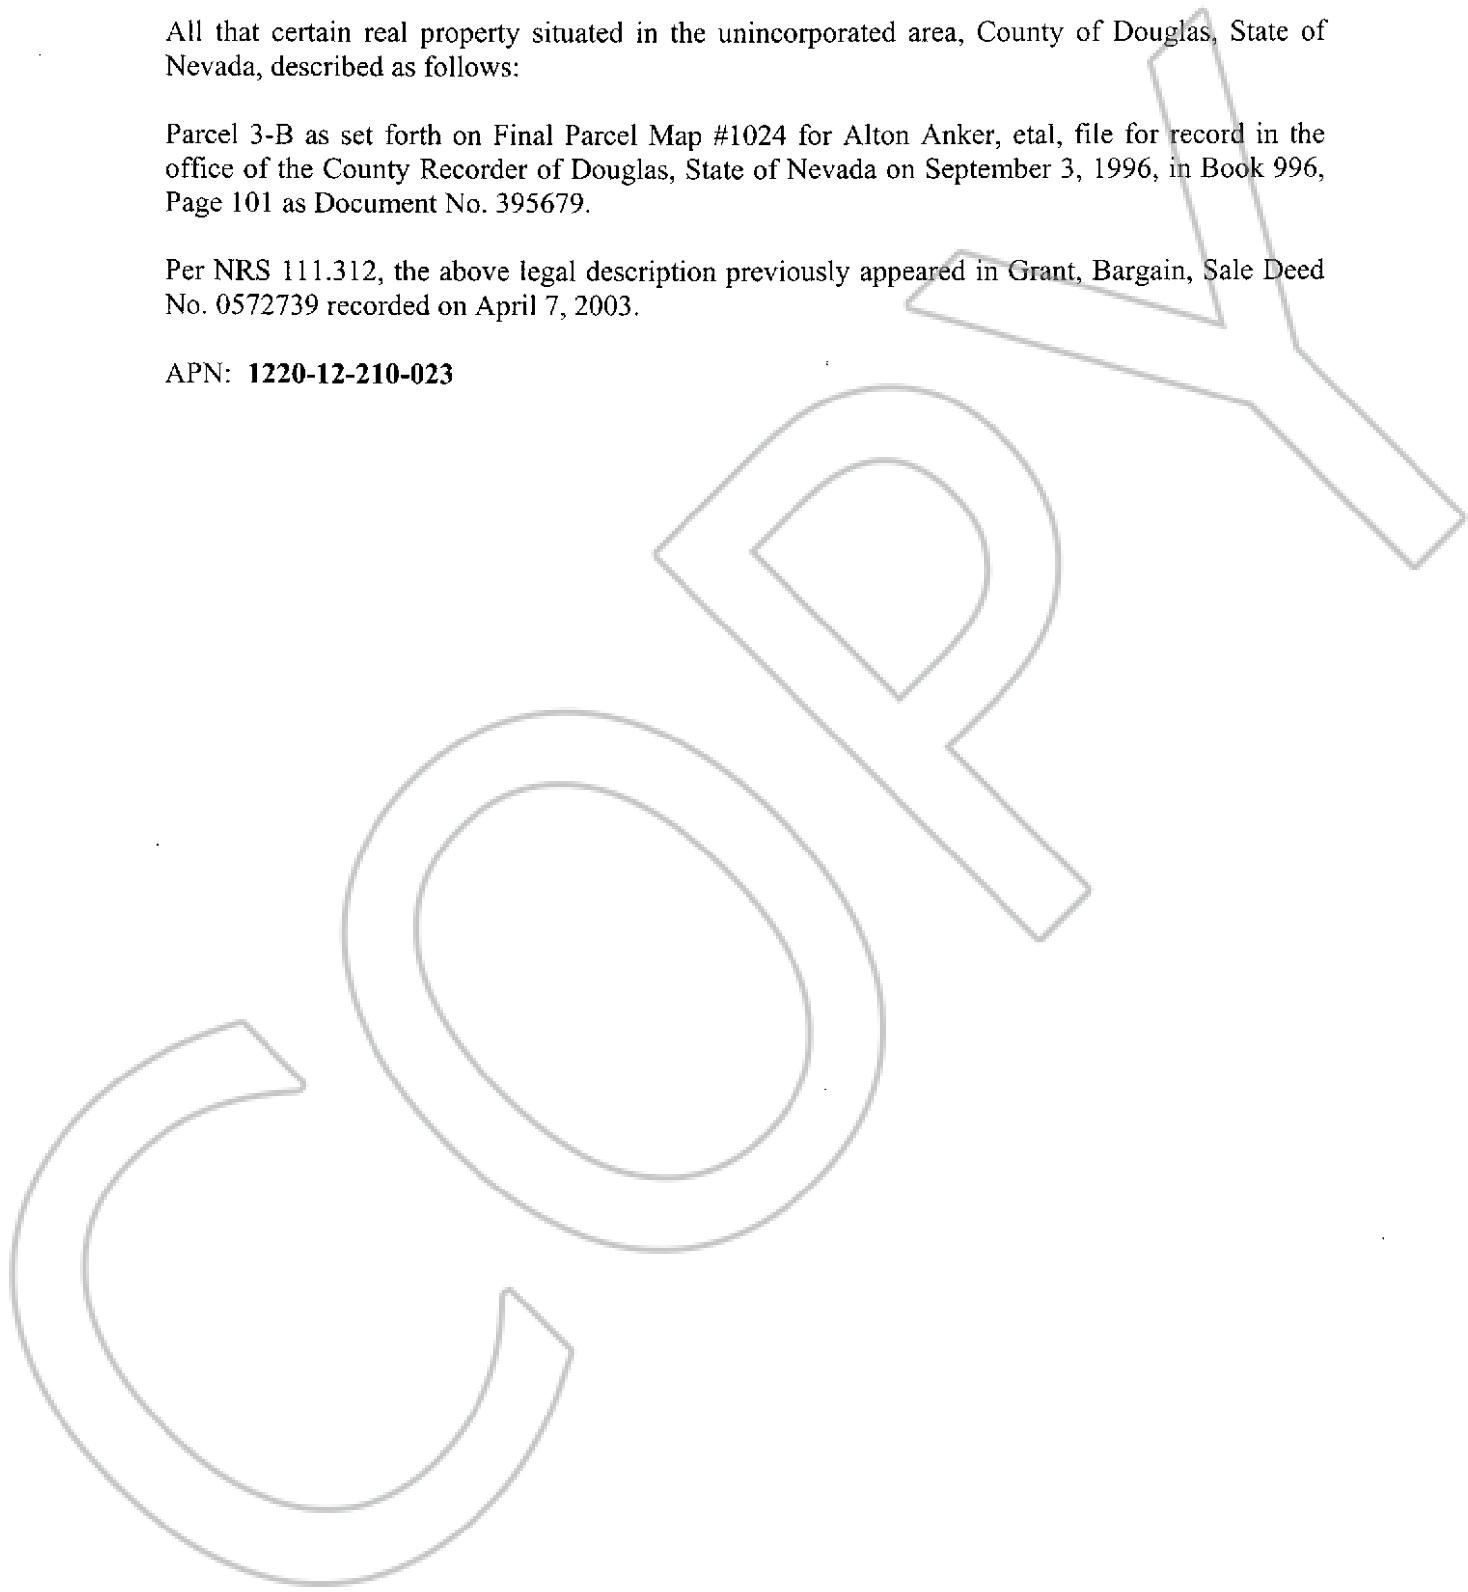 All that certain real property situated in the unincorporated area, County of Douglas, State of
Nevada, described as follows:
Parcel 3-B as set forth on Final Parcel Map #1024 for Alton Anker, etal, file for record in the
office of the County Recorder of Douglas, State of Nevada on September 3, 1996, in Book 996,
Page 101 as Document No. 395679.
Per NRS 111.312, the above legal description previously appeared in Grant, Bargain, Sale Deed
No. 0572739 recorded on April 7, 2003.
APN: 1220-12-210-023
COPY